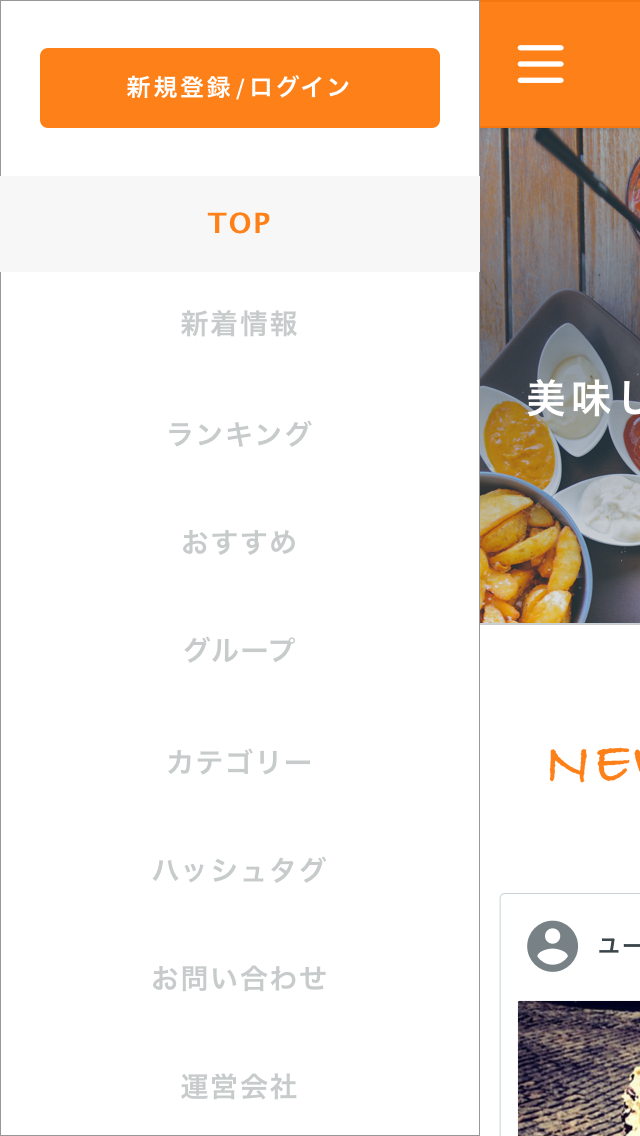 新規登録/ログイン
TOP
新着情報
ランキング
おすすめ
グループ
カテゴリー
ハッシュタグ
お問い合わせ
運営会社
美味し
NE
ユー